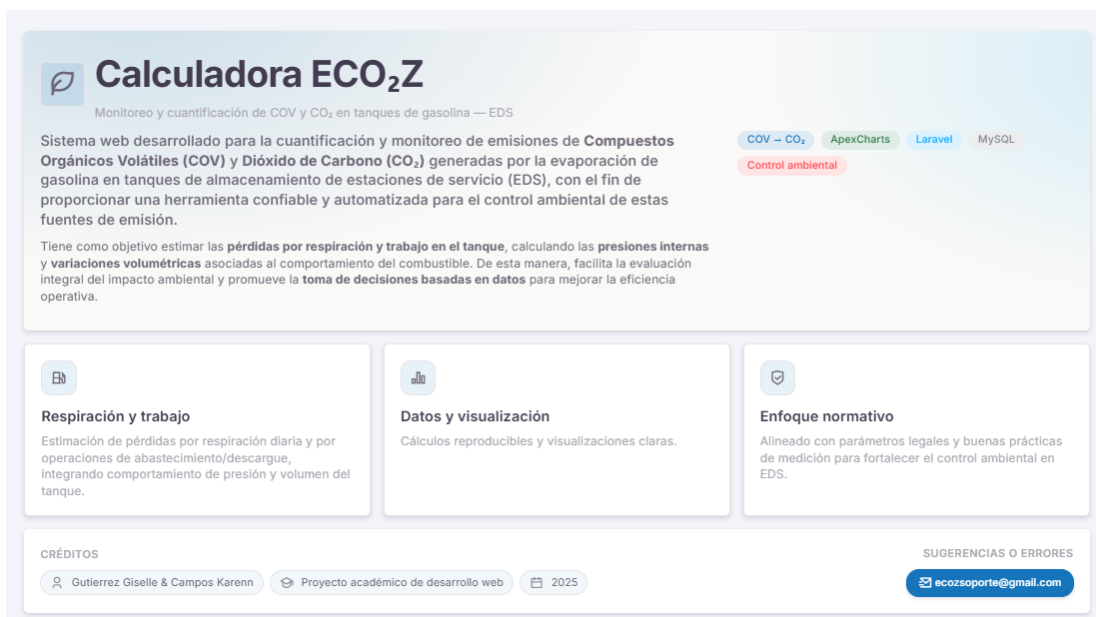 Calculadora ECO₂Z
Monitoreo y cuantificación de COV y CO₂ en tanques de gasolina — EDS
Sistema web desarrollado para la cuantificación y monitoreo de emisiones de Compuestos
Orgánicos Volátiles (COV) y Dióxido de Carbono (CO₂) generadas por la evaporación de
gasolina en tanques de almacenamiento de estaciones de servicio (EDS), con el fin de
proporcionar una herramienta confiable y automatizada para el control ambiental de estas
fuentes de emisión.
Tiene como objetivo estimar las pérdidas por respiración y trabajo en el tanque, calculando las presiones internas
y variaciones volumétricas asociadas al comportamiento del combustible. De esta manera, facilita la evaluación
integral del impacto ambiental y promueve la toma de decisiones basadas en datos para mejorar la eficiencia
operativa.
COV → CO₂ ApexCharts Laravel MySQL
Control ambiental
Respiración y trabajo
Estimación de pérdidas por respiración diaria y por
operaciones de abastecimiento/descargue,
integrando comportamiento de presión y volumen del
tanque.
Datos y visualización
Cálculos reproducibles y visualizaciones claras.
Enfoque normativo
Alineado con parámetros legales y buenas prácticas
de medición para fortalecer el control ambiental en
EDS.
CRÉDITOS
Gutierrez Giselle & Campos Karenn Proyecto académico de desarrollo web 2025
SUGERENCIAS O ERRORES
ecozsoporte@gmail.com